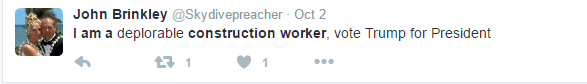 John Brinkley @Skydivepreacher · Oct 2
I am a deplorable construction worker, vote Trump for President
1 1